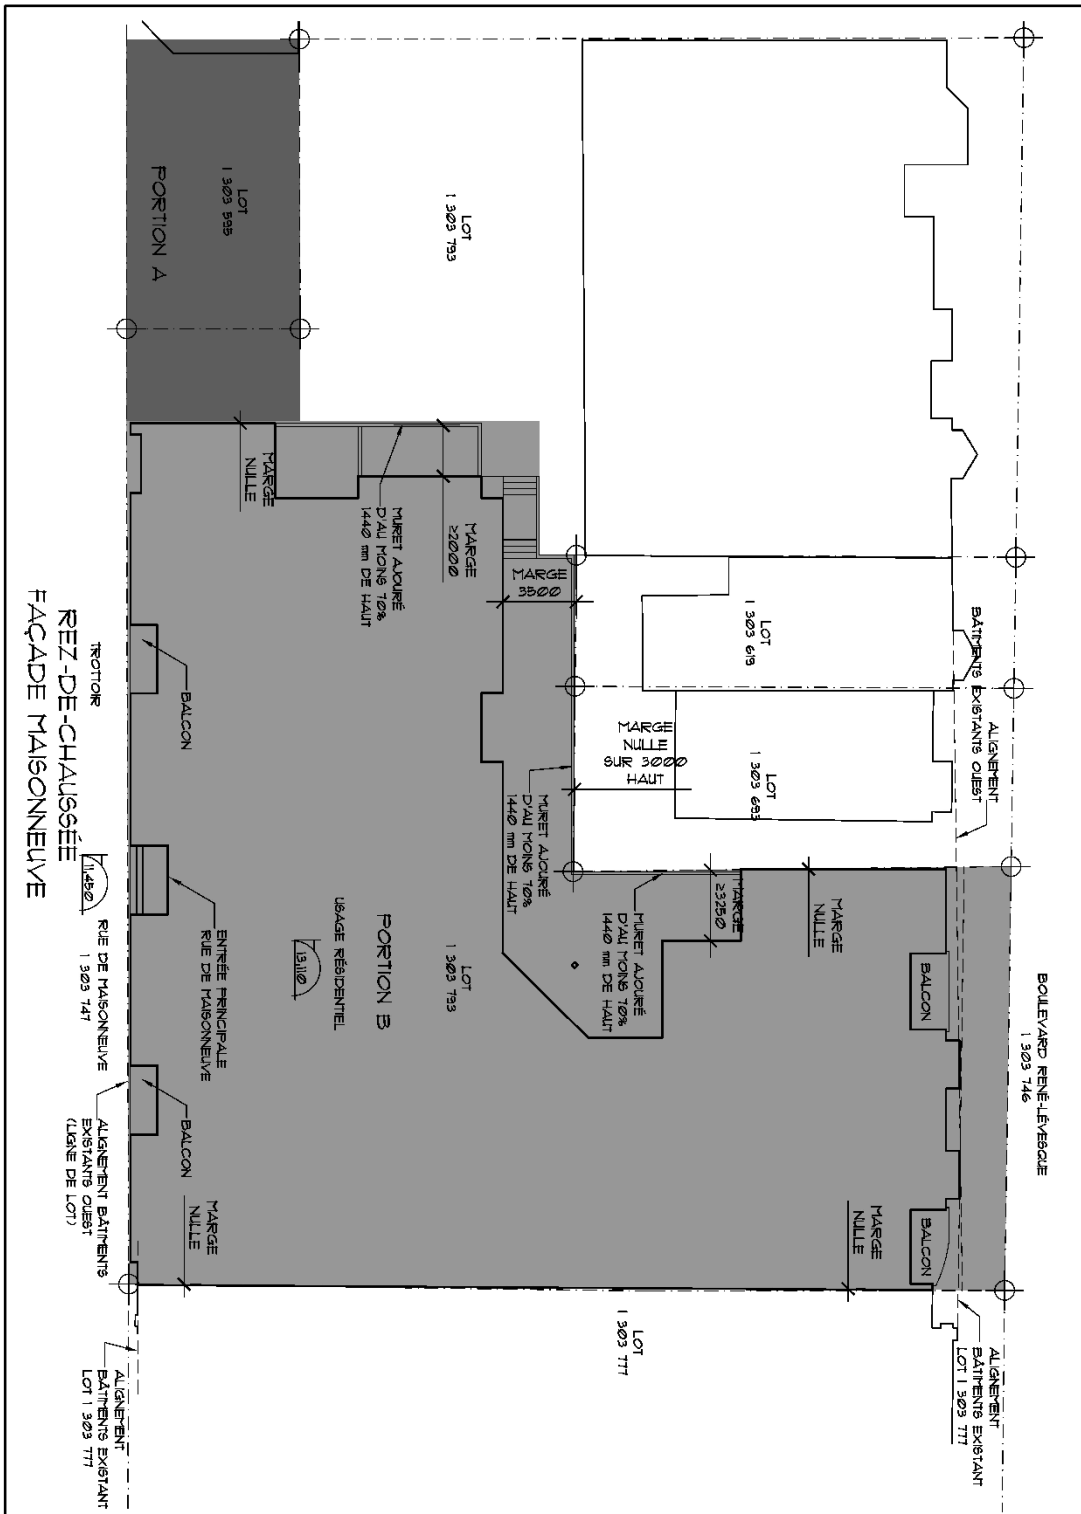 BOULEVARD RENÉ-LÉVESQUE
1 303 746
ALIGNEMENT
BÂTIMENTS EXISTANTS OUEST
ALIGNEMENT
BÂTIMENTS EXISTANT
LOT 1 303 777
BALCON
BALCON
MARGE
NULLE
MARGE
NULLE
LOT
1 303 619
LOT
1 303 693
MARGE
≥3250
MARGE
NULLE
SUR 3000
HAUT
MURET AJOURÉ
D'AU MOINS 70%
1440 mm DE HAUT
LOT
1 303 777
MARGE
3500
MURET AJOURÉ
D'AU MOINS 70%
1440 mm DE HAUT
LOT
1 303 793
MARGE
≥2000
LOT
1 303 793
MURET AJOURÉ
D'AU MOINS 70%
1440 mm DE HAUT
PORTION B
USAGE RÉSIDENTIEL
13,110
MARGE
NULLE
LOT
1 303 595
PORTION A
BALCON
ENTRÉE PRINCIPALE
RUE DE MAISONNEUVE
BALCON
MARGE
NULLE
TROTTOIR
11,450
RUE DE MAISONNEUVE
1 303 747
ALIGNEMENT BÂTIMENTS
EXISTANTS OUEST
(LIGNE DE LOT)
ALIGNEMENT
BÂTIMENTS EXISTANT
LOT 1 303 777
REZ-DE-CHAUSSÉE
FAÇADE MAISONNEUVE